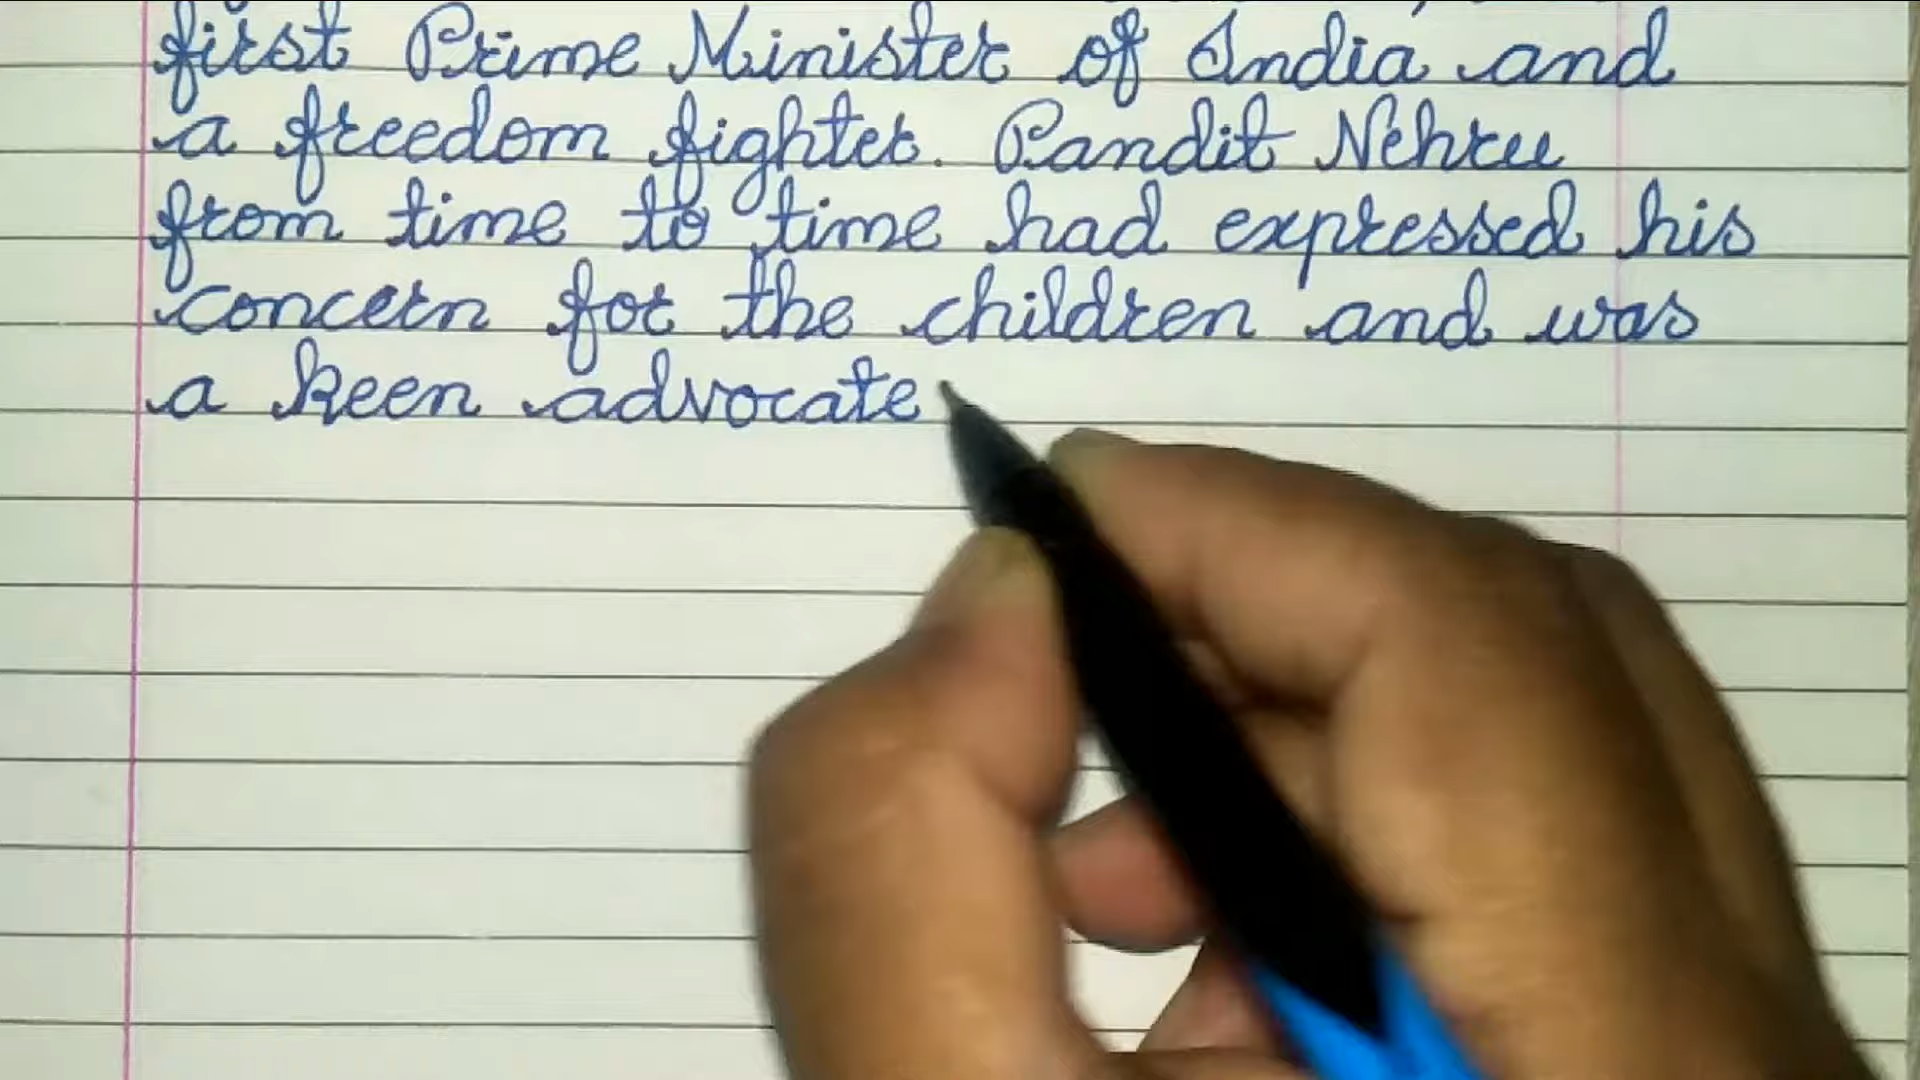 first Prime Minister of India and
a freedom fighter. Pandit Nehru
from time to time had expressed his
concern for the children and was
a keen advocate